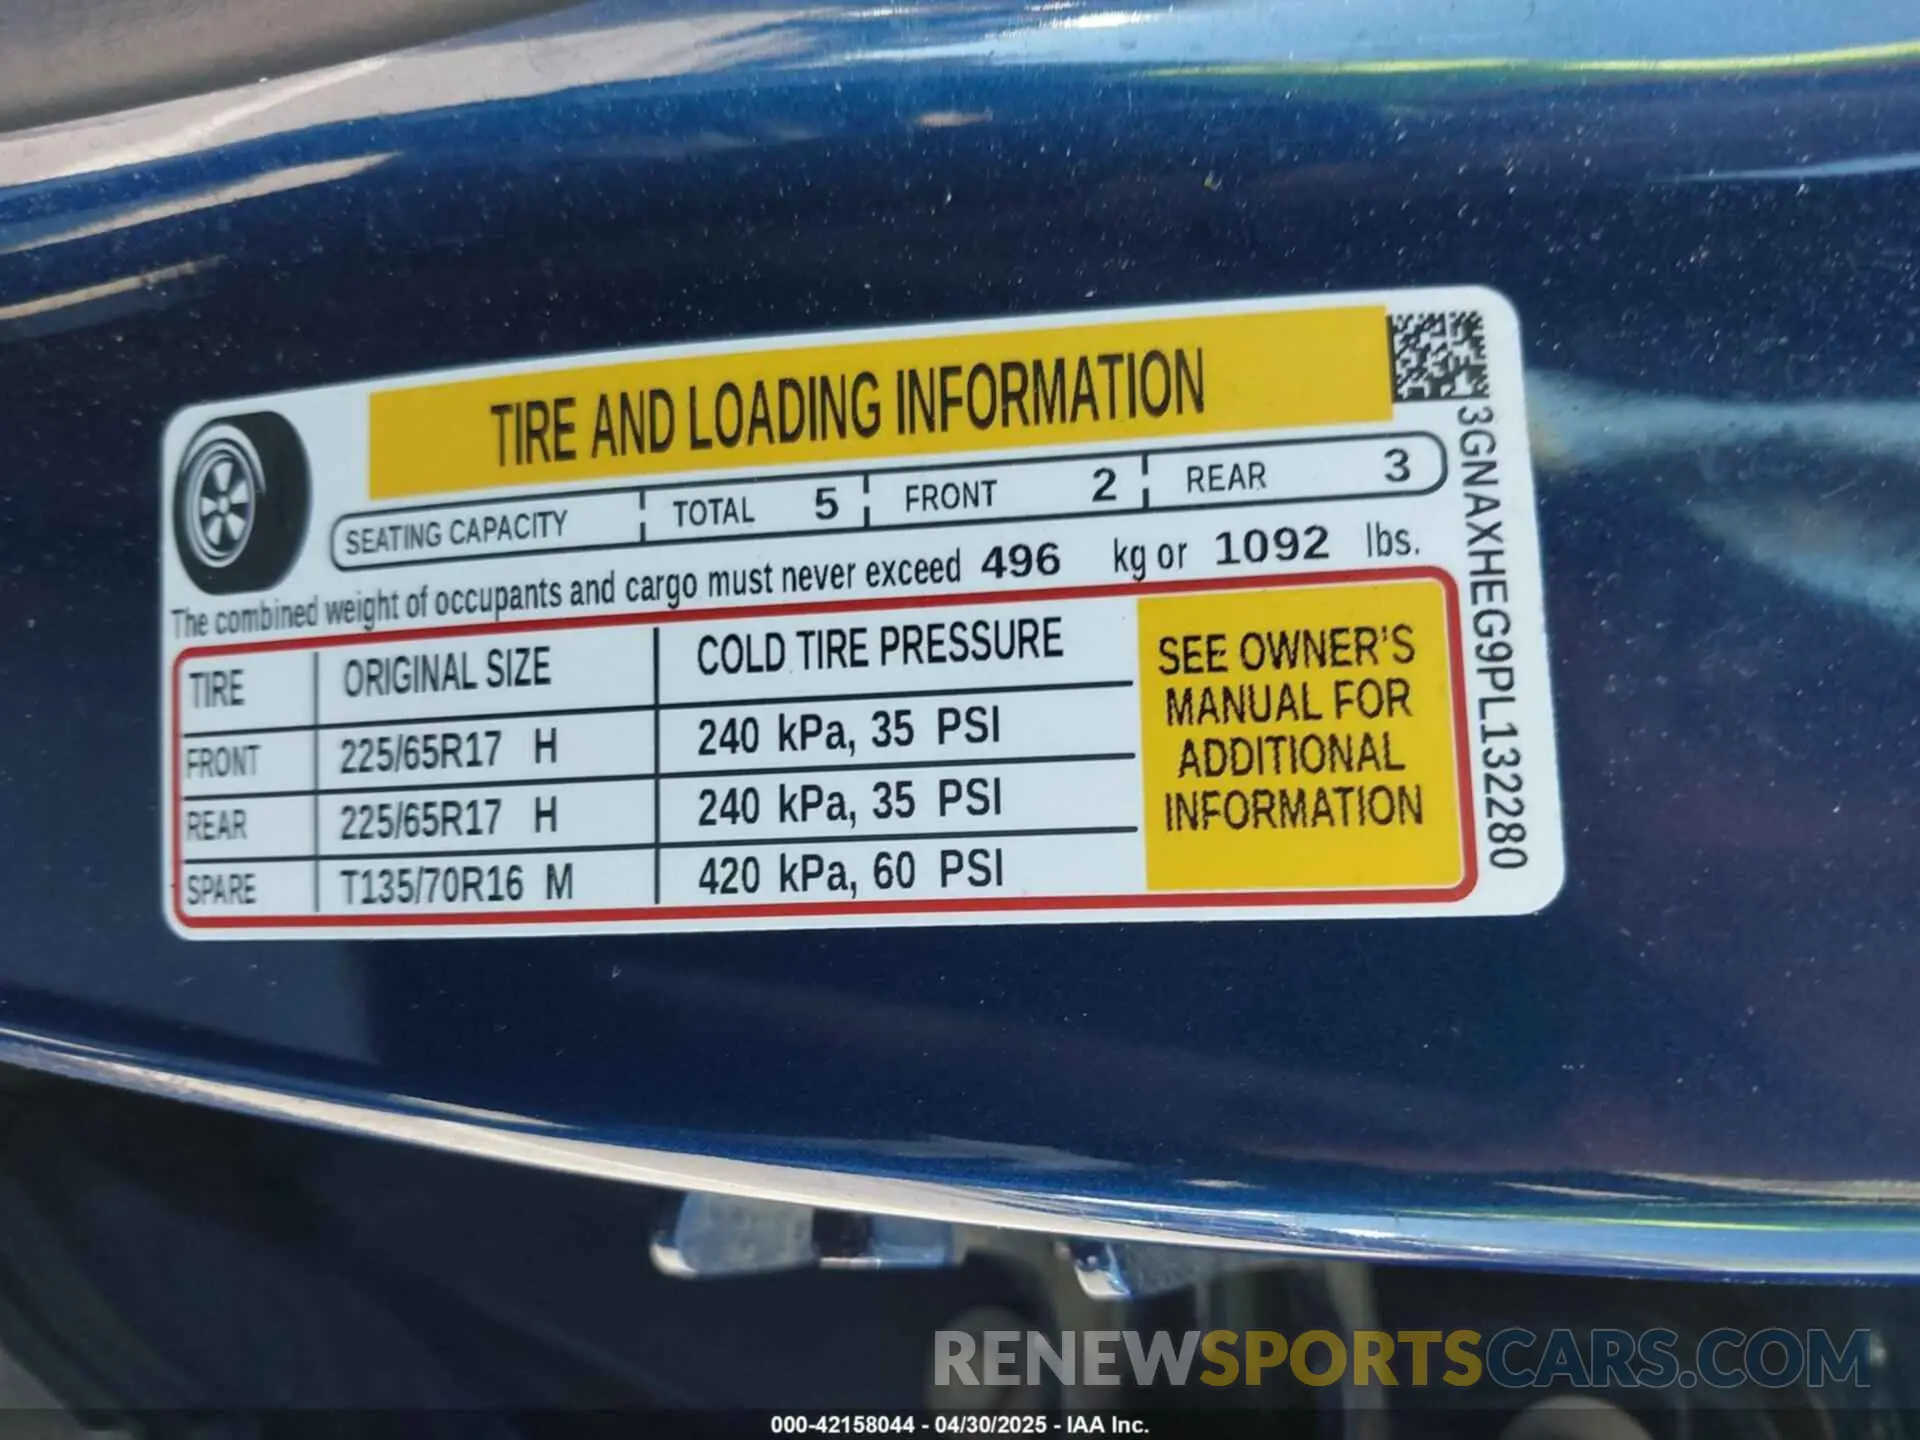 TIRE AND LOADING INFORMATION
SEATING CAPACITY TOTAL 5 FRONT 2 REAR 3
The combined weight of occupants and cargo must never exceed 496 kg or 1092 lbs.
TIRE ORIGINAL SIZE COLD TIRE PRESSURE
FRONT 225/65R17 H 240 kPa, 35 PSI
REAR 225/65R17 H 240 kPa, 35 PSI
SPARE T135/70R16 M 420 kPa, 60 PSI
SEE OWNER'S
MANUAL FOR
ADDITIONAL
INFORMATION
3GNAXHEG9PL132280
RENEWSPORTSCARS.COM
000-42158044 - 04/30/2025 - IAA Inc.